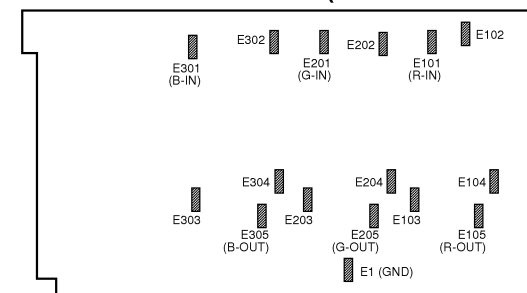 E302
E202
E102
E301
(B-IN)
E201
(G-IN)
E101
(R-IN)
E304
E204
E104
E303
E203
E103
E305
(B-OUT)
E205
(G-OUT)
E105
(R-OUT)
E1 (GND)